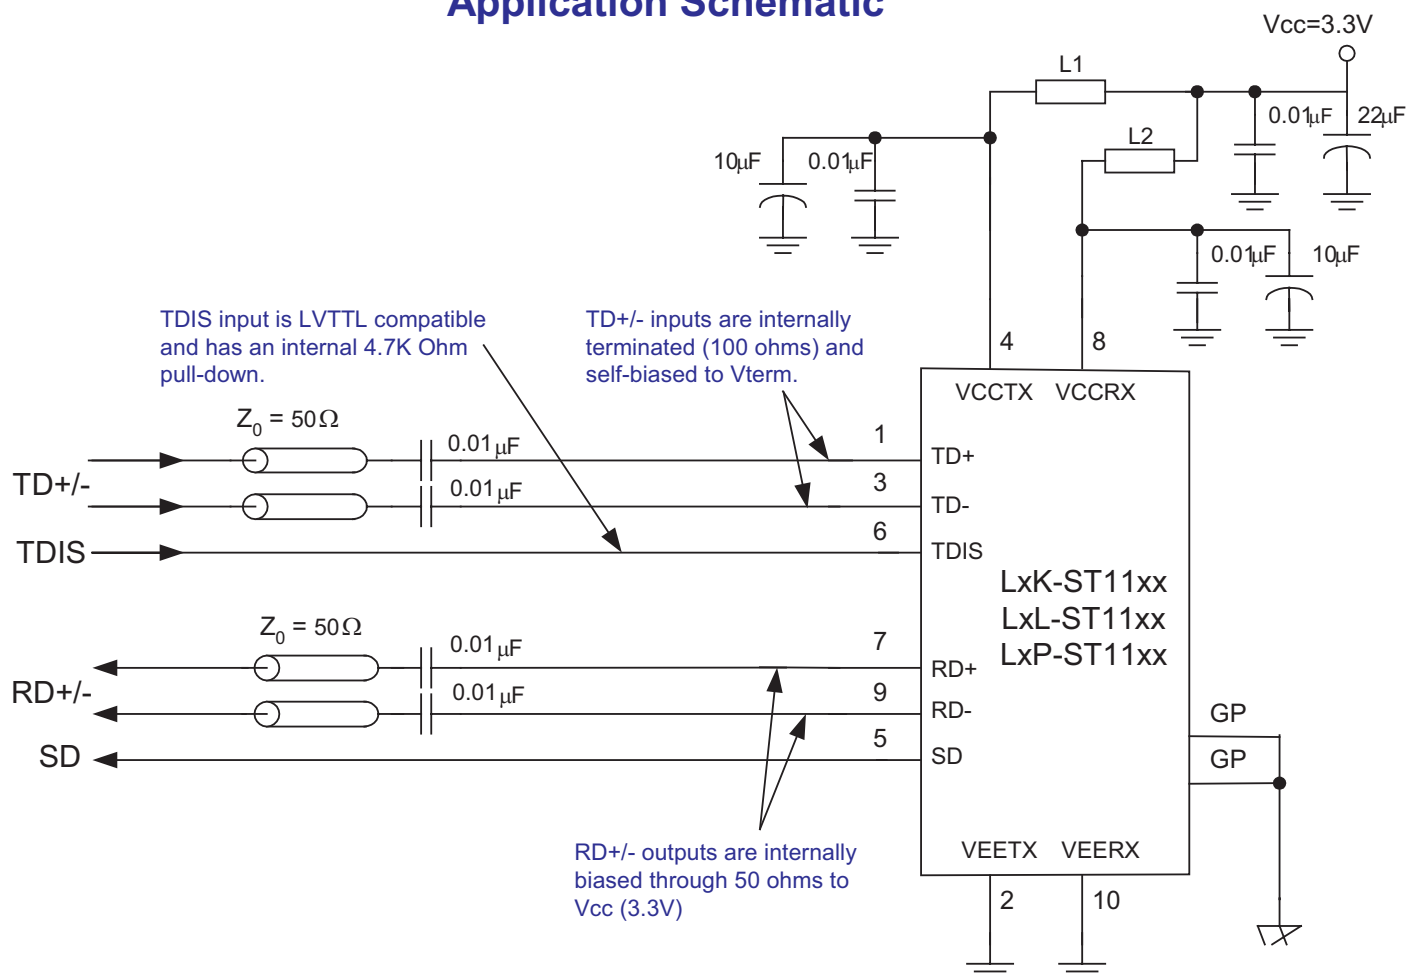 Application Schematic
Vcc=3.3V
L1
0.01µF
22µF
L2
10µF
0.01µF
0.01µF
10µF
TDIS input is LVTTL compatible
and has an internal 4.7K Ohm
pull-down.
TD+/- inputs are internally
terminated (100 ohms) and
self-biased to Vterm.
4
8
VCCTX
VCCRX
Z0 = 50Ω
0.01µF
1
TD+
TD+/-
0.01µF
3
TD-
6
TDIS
TDIS
LxK-ST11xx
LxL-ST11xx
LxP-ST11xx
Z0 = 50Ω
0.01µF
7
RD+
RD+/-
0.01µF
9
RD-
5
SD
SD
GP
GP
RD+/- outputs are internally
biased through 50 ohms to
Vcc (3.3V)
VEETX
VEERX
2
10